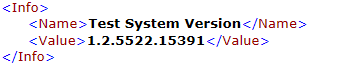 <Info>
<Name>Test System Version</Name>
<Value>1.2.5522.15391</Value>
</Info>